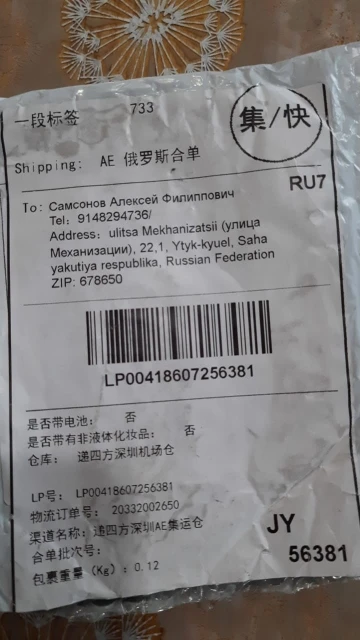 一段标签 733
集/快
Shipping: AE 俄罗斯合单
RU7
To: Самсонов Алексей Филиппович
Tel: 9148294736/
Address: ulitsa Mekhanizatsii (улица
Механизации), 22,1, Ytyk-kyuel, Saha
yakutiya respublika, Russian Federation
ZIP: 678650
LP00418607256381
是否带电池: 否
是否带有非液体化妆品: 否
仓库: 递四方深圳机场仓
LP号: LP00418607256381
物流订单号: 20332002650
渠道名称: 递四方深圳AE集运仓
合单批次号:
包裹重量 (Kg): 0.12
JY
56381